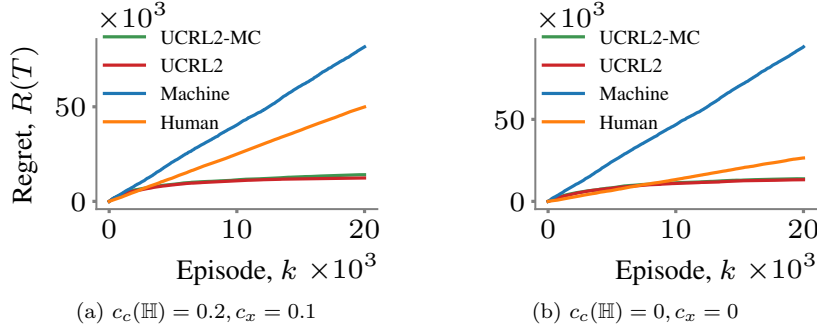 ×10³
Regret, R(T)
50
0
UCRL2-MC
UCRL2
Machine
Human
0
10
20
Episode, k ×10³
(a) c_c(ℍ) = 0.2, c_x = 0.1
×10³
50
0
UCRL2-MC
UCRL2
Machine
Human
0
10
20
Episode, k ×10³
(b) c_c(ℍ) = 0, c_x = 0